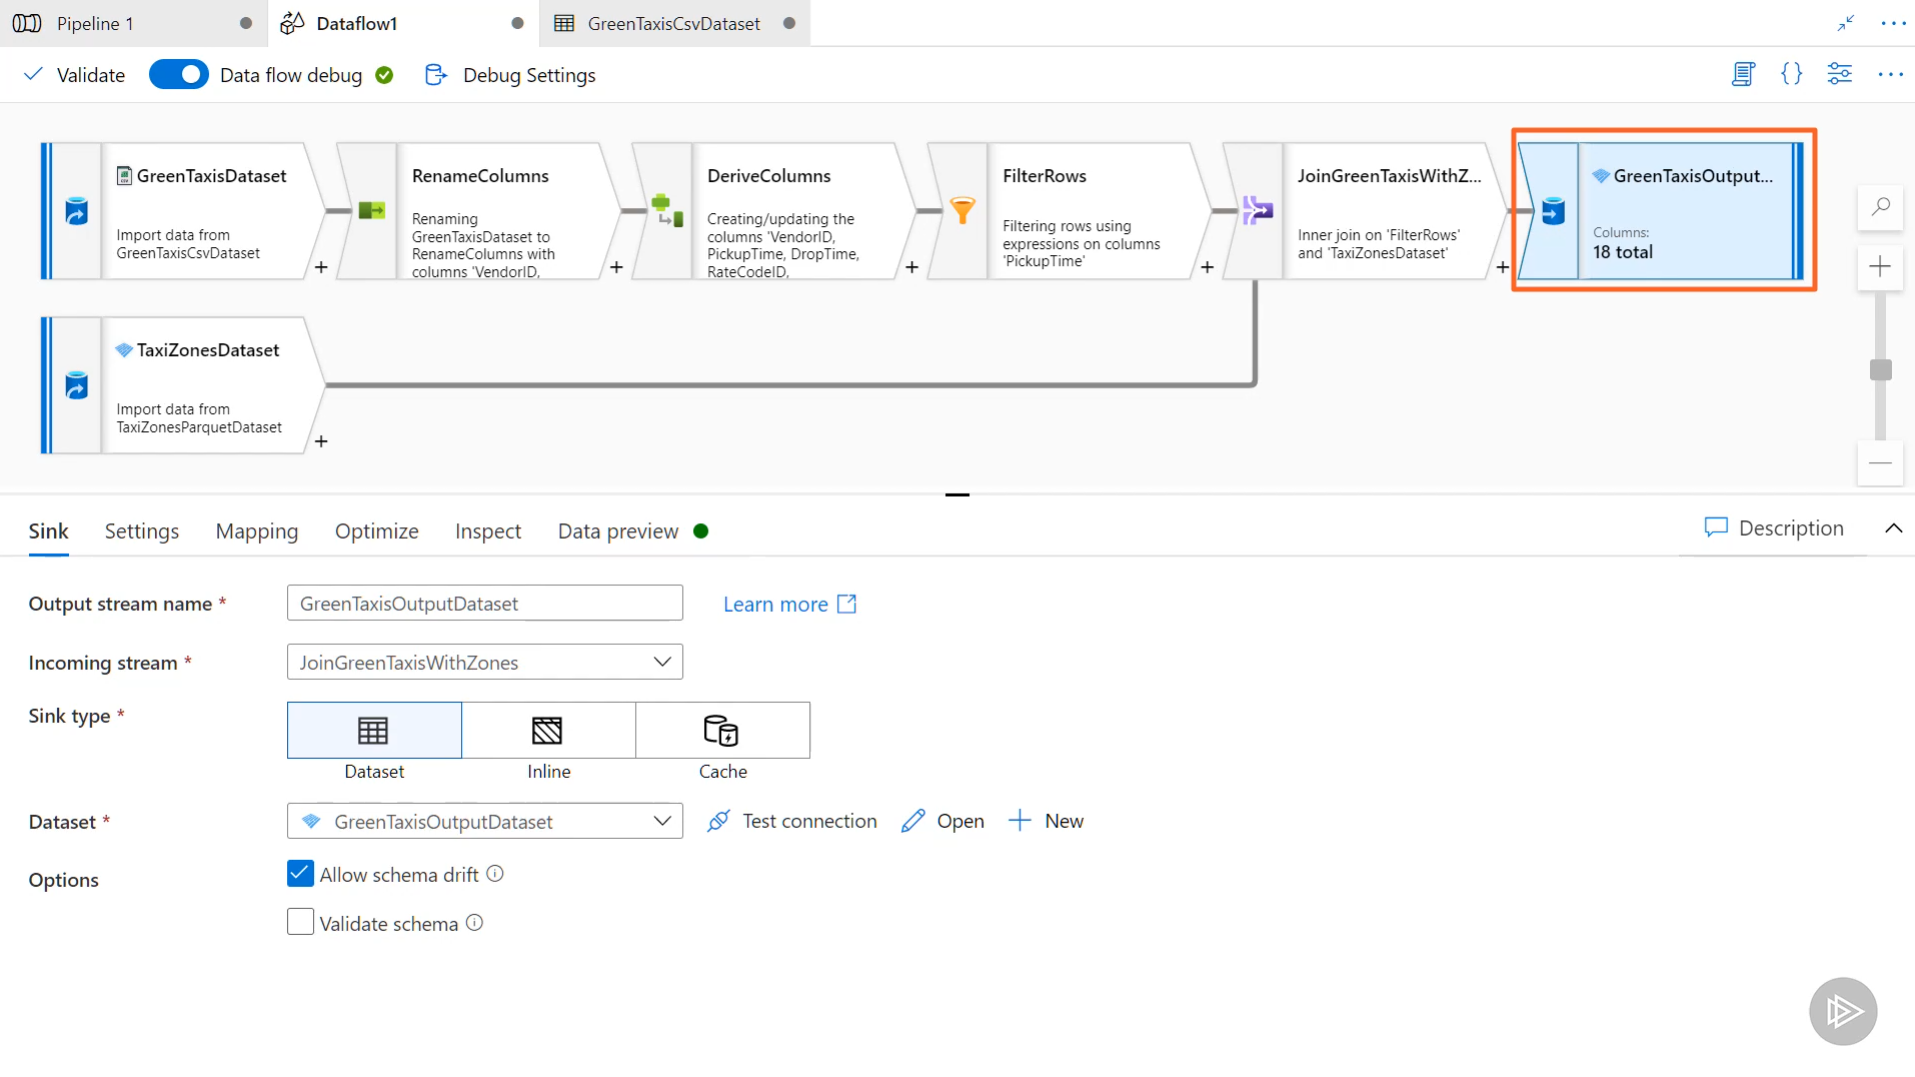 Pipeline 1
Dataflow1
GreenTaxisCsvDataset
Validate
Data flow debug
Debug Settings
GreenTaxisDataset
Import data from
GreenTaxisCsvDataset
RenameColumns
Renaming
GreenTaxisDataset to
RenameColumns with
columns 'VendorID,
DeriveColumns
Creating/updating the
columns 'VendorID,
PickupTime, DropTime,
RateCodeID,
FilterRows
Filtering rows using
expressions on columns
'PickupTime'
JoinGreenTaxisWithZ...
Inner join on 'FilterRows'
and 'TaxiZonesDataset'
GreenTaxisOutput...
Columns:
18 total
TaxiZonesDataset
Import data from
TaxiZonesParquetDataset
Sink
Settings
Mapping
Optimize
Inspect
Data preview
Description
Output stream name *
GreenTaxisOutputDataset
Learn more
Incoming stream *
JoinGreenTaxisWithZones
Sink type *
Dataset
Inline
Cache
Dataset *
GreenTaxisOutputDataset
Test connection
Open
New
Options
Allow schema drift
Validate schema